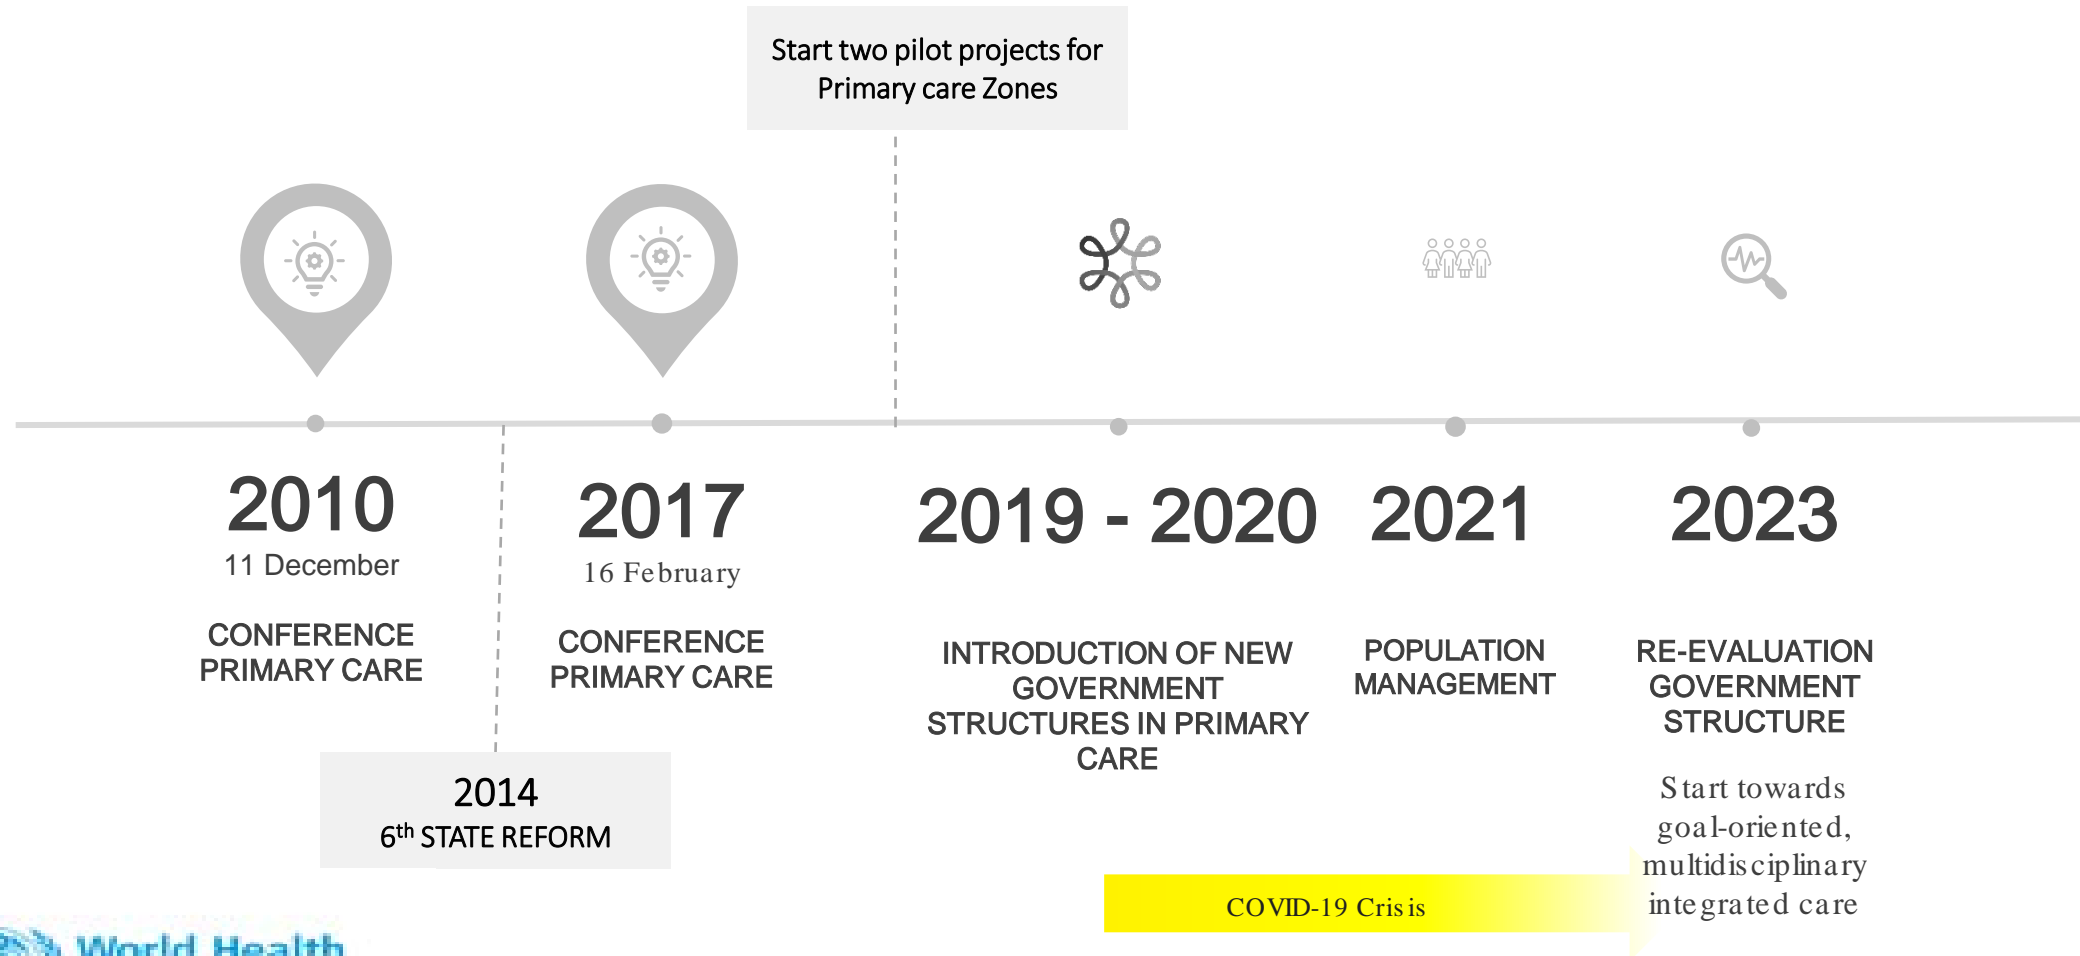 Start two pilot projects for
Primary care Zones
2010
11 December
CONFERENCE
PRIMARY CARE
2014
6th STATE REFORM
2017
16 February
CONFERENCE
PRIMARY CARE
2019 - 2020
INTRODUCTION OF NEW
GOVERNMENT
STRUCTURES IN PRIMARY
CARE
2021
POPULATION
MANAGEMENT
2023
RE-EVALUATION
GOVERNMENT
STRUCTURE
Start towards
goal-oriented,
multidisciplinary
integrated care
COVID-19 Crisis
World Health